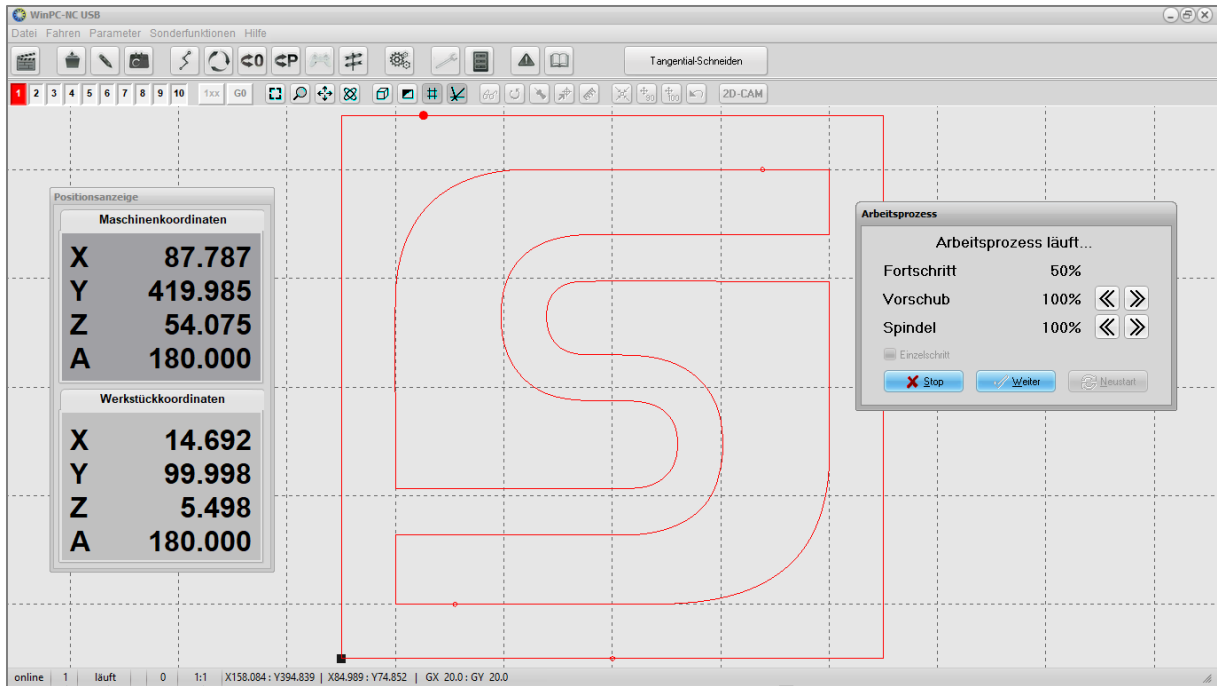 WinPC-NC USB
Datei Fahren Parameter Sonderfunktionen Hilfe
0 P Tangential-Schneiden
1 2 3 4 5 6 7 8 9 10 1xx G0 90 100 2D-CAM
Positionsanzeige
Maschinenkoordinaten
X 87.787
Y 419.985
Z 54.075
A 180.000
Werkstückkoordinaten
X 14.692
Y 99.998
Z 5.498
A 180.000
Arbeitsprozess
Arbeitsprozess läuft...
Fortschritt 50%
Vorschub 100%
Spindel 100%
Einzelschritt
Stop Weiter Neustart
online 1 läuft 0 1:1 X158.084 : Y394.839 | X84.989 : Y74.852 | GX 20.0 : GY 20.0